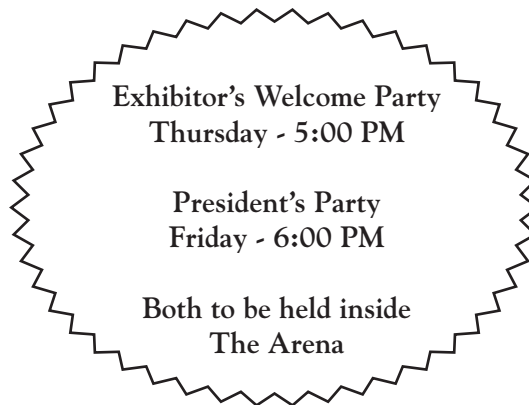 Exhibitor’s Welcome Party
Thursday - 5:00 PM
President’s Party
Friday - 6:00 PM
Both to be held inside
The Arena